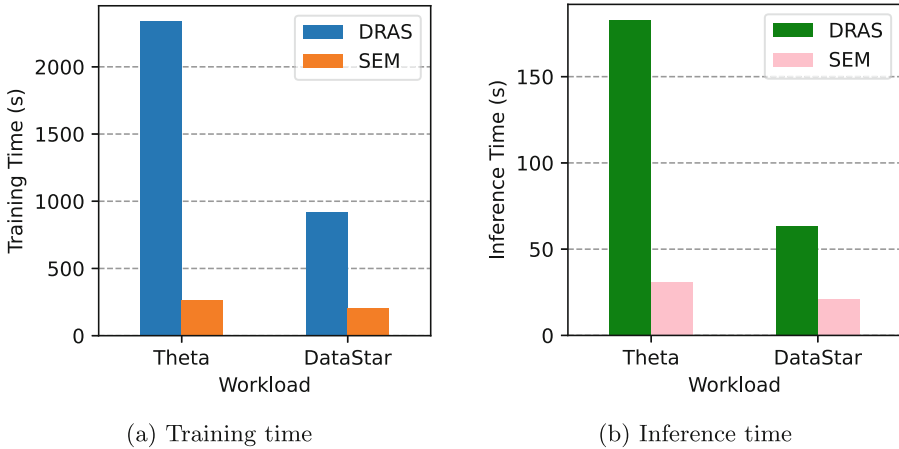 2000
1500
1000
500
0
Training Time (s)
DRAS
SEM
Theta
DataStar
Workload
(a) Training time
150
100
50
0
Inference Time (s)
DRAS
SEM
Theta
DataStar
Workload
(b) Inference time